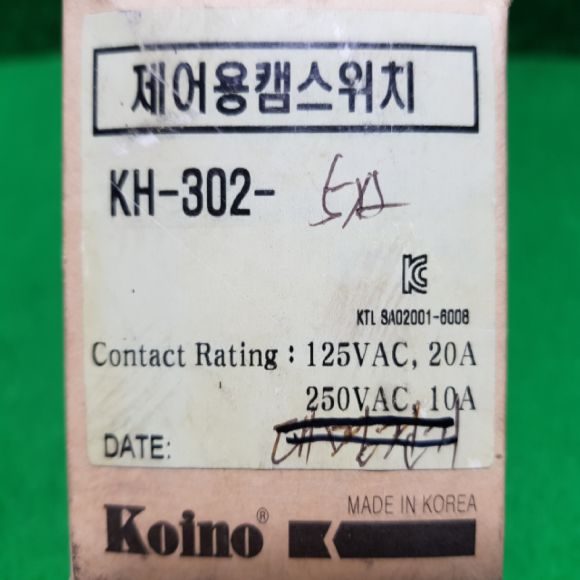 제어용캠스위치
KH-302-
KC
KTL SA02001-6008
Contact Rating : 125VAC, 20A
250VAC, 10A
DATE:
Koino®
MADE IN KOREA